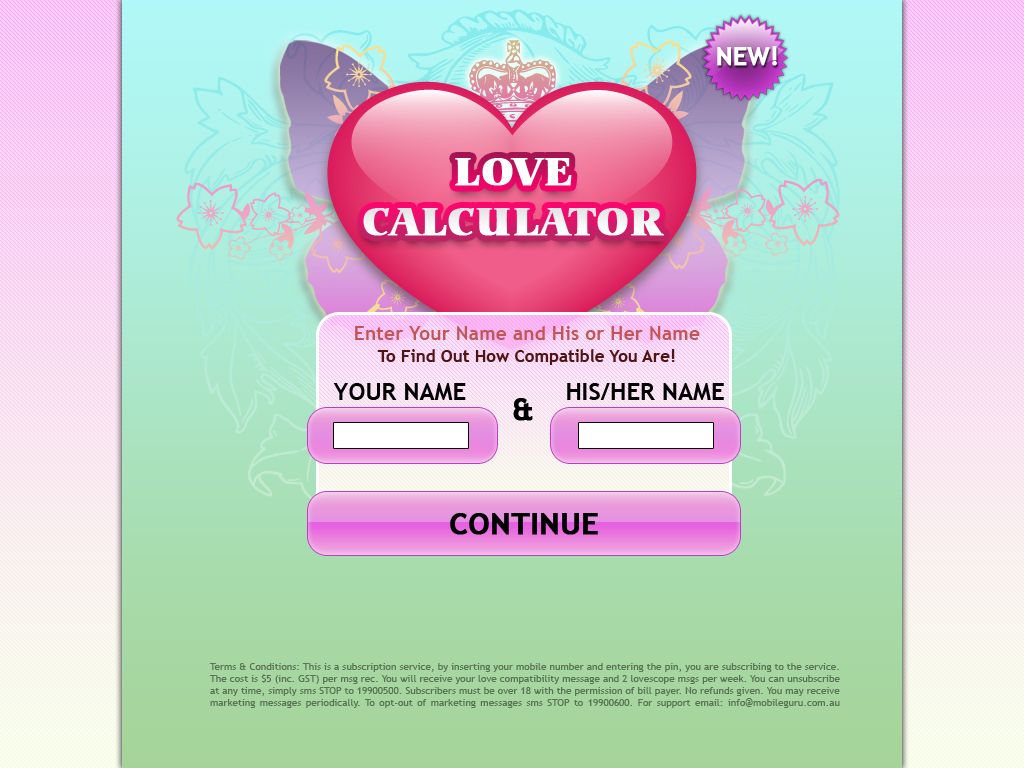 NEW!
LOVE
CALCULATOR
Enter Your Name and His or Her Name
To Find Out How Compatible You Are!
YOUR NAME & HIS/HER NAME
CONTINUE
Terms & Conditions: This is a subscription service, by inserting your mobile number and entering the pin, you are subscribing to the service.
The cost is $5 (inc. GST) per msg rec. You will receive your love compatibility message and 2 lovescope msgs per week. You can unsubscribe
at any time, simply sms STOP to 19900500. Subscribers must be over 18 with the permission of bill payer. No refunds given. You may receive
marketing messages periodically. To opt-out of marketing messages sms STOP to 19900600. For support email: info@mobileguru.com.au